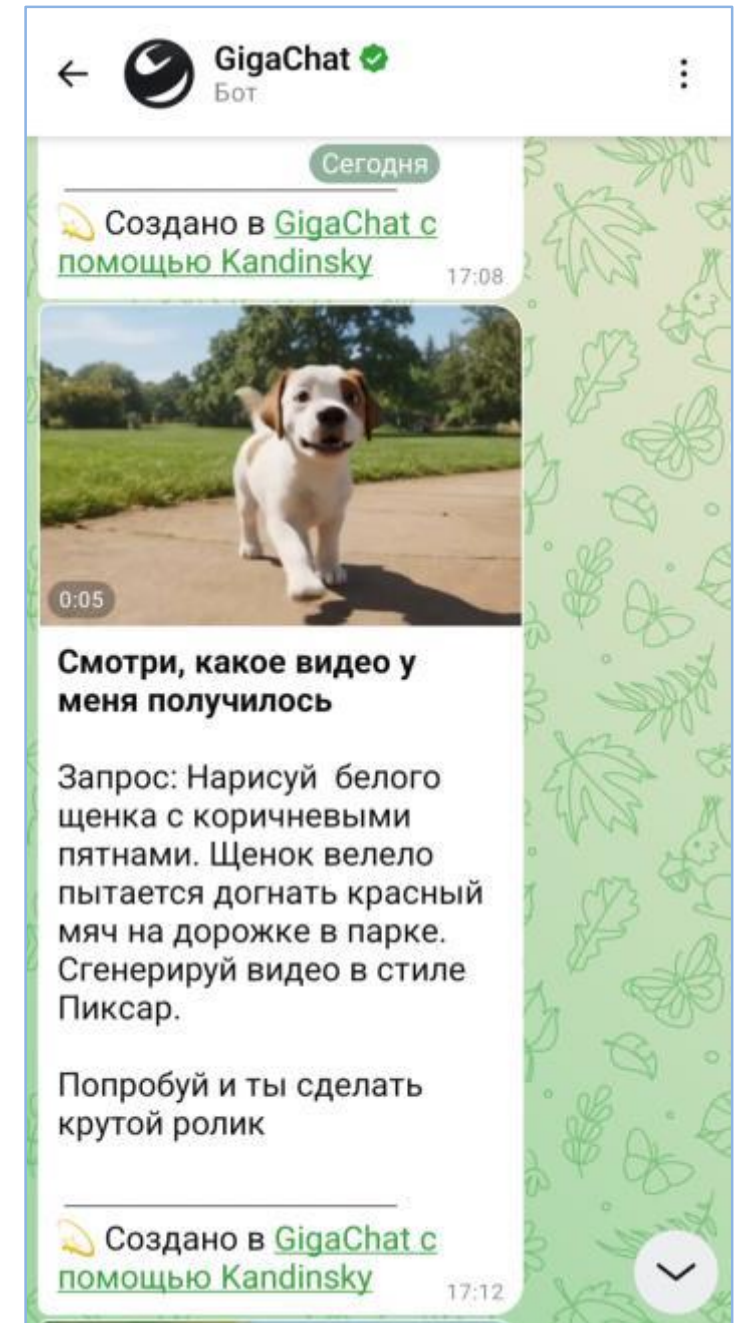 GigaChat
Бот
Сегодня
Создано в GigaChat с
помощью Kandinsky
17:08
0:05
Смотри, какое видео у
меня получилось
Запрос: Нарисуй белого
щенка с коричневыми
пятнами. Щенок велело
пытается догнать красный
мяч на дорожке в парке.
Сгенерируй видео в стиле
Пиксар.
Попробуй и ты сделать
крутой ролик
Создано в GigaChat с
помощью Kandinsky
17:12